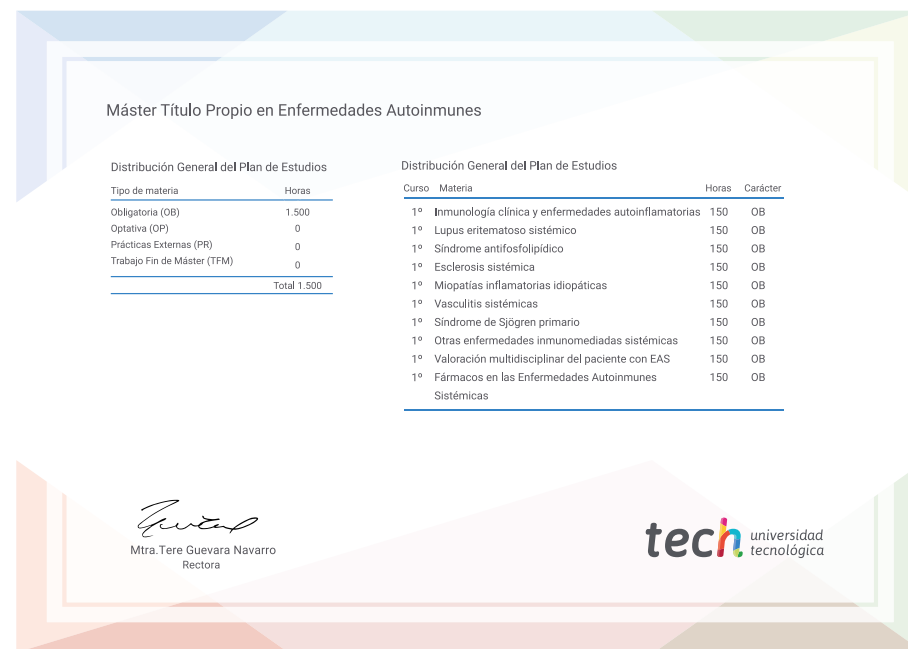 Máster Título Propio en Enfermedades Autoinmunes
Distribución General del Plan de Estudios
Tipo de materia Horas
Obligatoria (OB) 1.500
Optativa (OP) 0
Prácticas Externas (PR) 0
Trabajo Fin de Máster (TFM) 0
Total 1.500
Distribución General del Plan de Estudios
Curso Materia Horas Carácter
1º Inmunología clínica y enfermedades autoinflamatorias 150 OB
1º Lupus eritematoso sistémico 150 OB
1º Síndrome antifosfolipídico 150 OB
1º Esclerosis sistémica 150 OB
1º Miopatías inflamatorias idiopáticas 150 OB
1º Vasculitis sistémicas 150 OB
1º Síndrome de Sjögren primario 150 OB
1º Otras enfermedades inmunomediadas sistémicas 150 OB
1º Valoración multidisciplinar del paciente con EAS 150 OB
1º Fármacos en las Enfermedades Autoinmunes 150 OB
Sistémicas
Mtra.Tere Guevara Navarro
Rectora
tech universidad
tecnológica